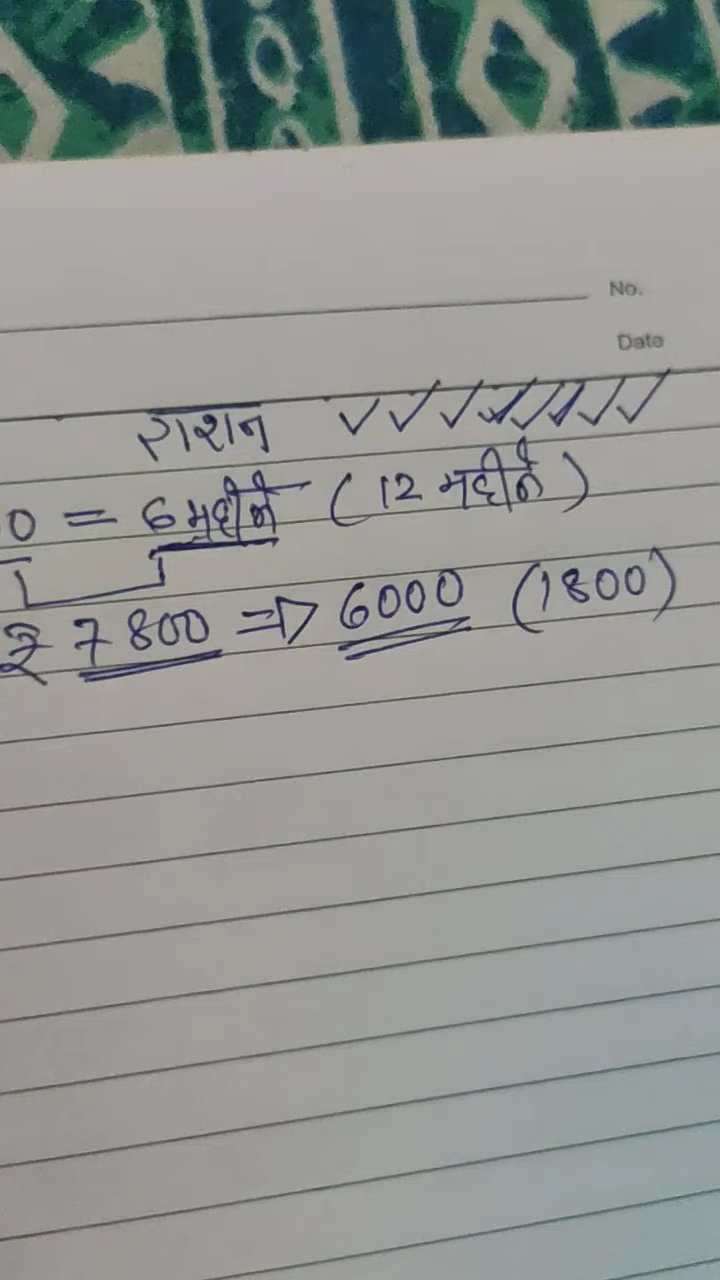 No.
Date
राशन ✓ ✓ ✓ ✓ ✓ ✓ ✓ ✓
0 = 6 महीने (12 महीने)
₹ 7800 => 6000 (1800)